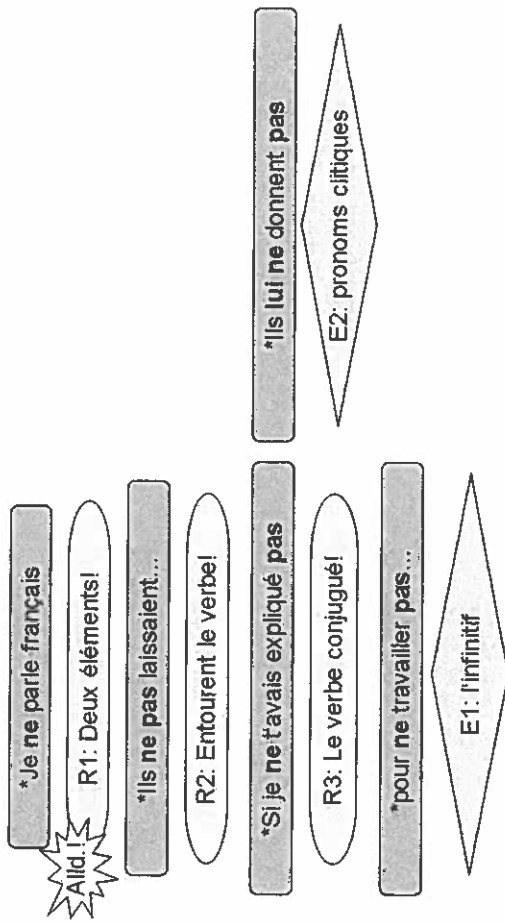 *Je ne parle français
Alld.!
R1: Deux éléments!
*Ils ne pas laissaient...
R2: Entourent le verbe!
*Si je ne t'avais expliqué pas
R3: Le verbe conjugué!
*pour ne travailler pas...
E1: l'infinitif
*Ils lui ne donnent pas
E2: pronoms clitiques